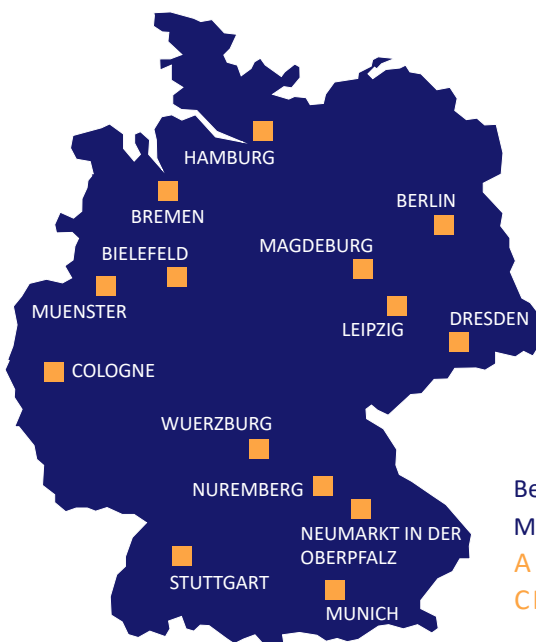 HAMBURG
BREMEN
BERLIN
BIELEFELD
MAGDEBURG
MUENSTER
LEIPZIG
DRESDEN
COLOGNE
WUERZBURG
NUREMBERG
NEUMARKT IN DER
OBERPFALZ
STUTTGART
MUNICH